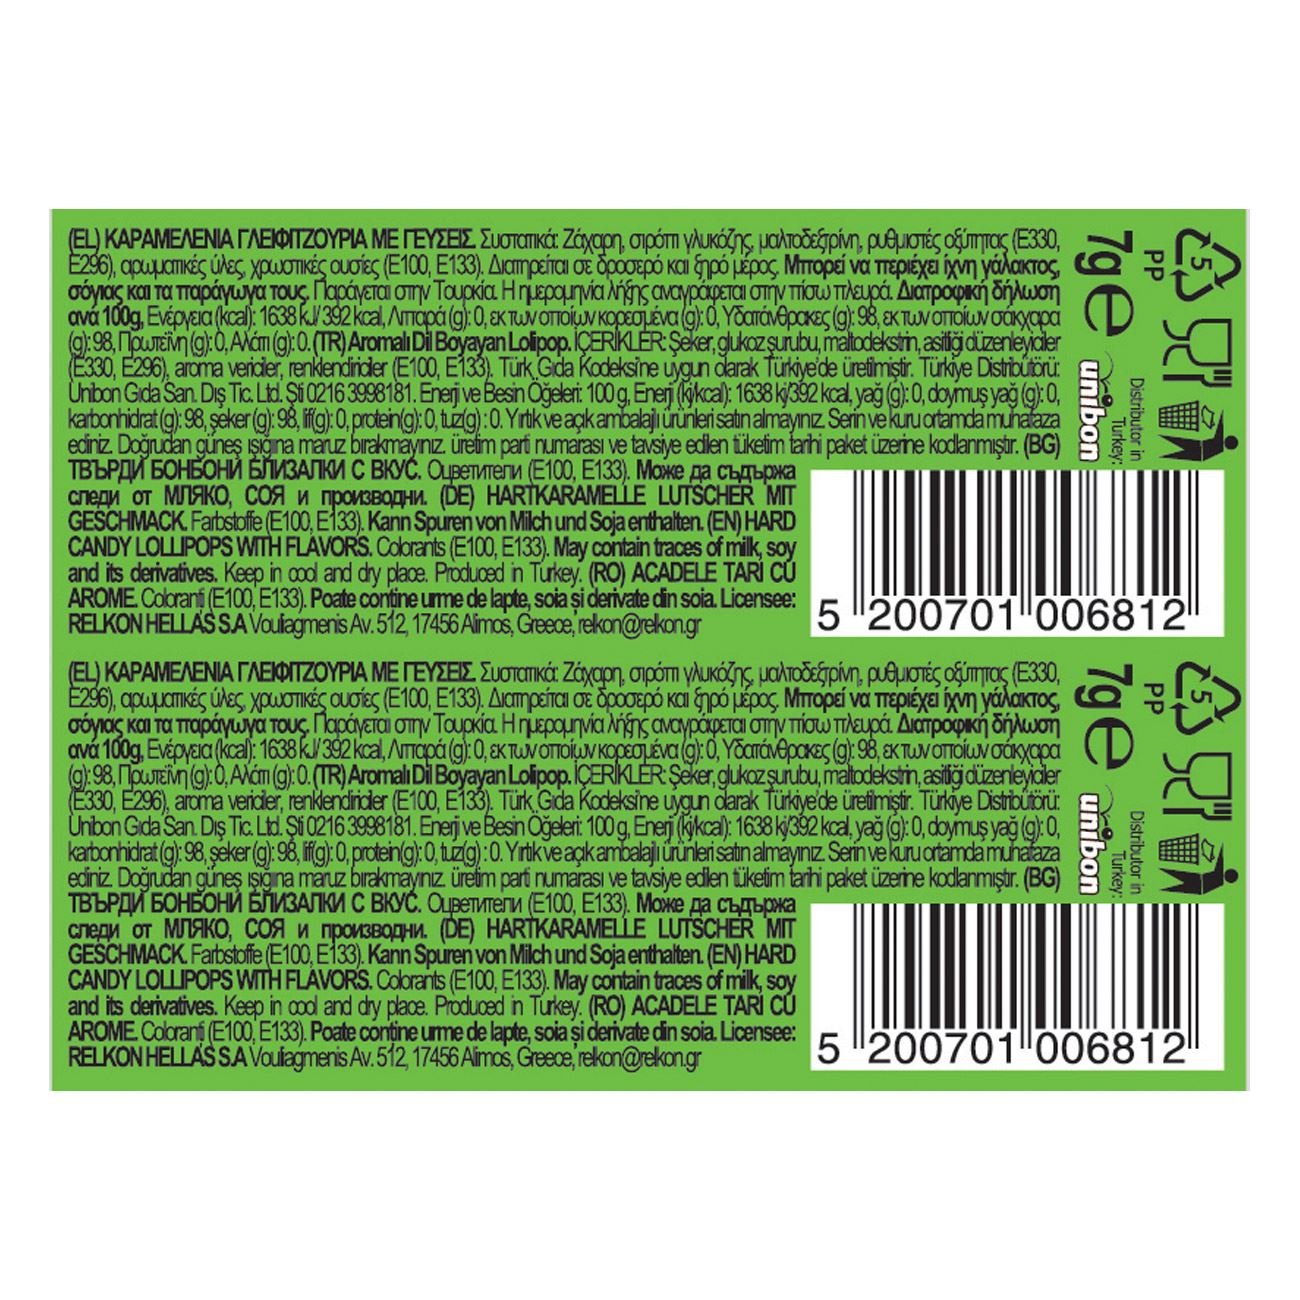 (EL) ΚΑΡΑΜΕΛΕΝΙΑ ΓΛΕΙΦΙΤΖΟΥΡΙΑ ΜΕ ΓΕΥΣΕΙΣ. Συστατικά: Ζάχαρη, σιρόπι γλυκόζης, μαλτοδεξτρίνη, ρυθμιστές οξύτητας (Ε330,
Ε296), αρωματικές ύλες, χρωστικές ουσίες (Ε100, Ε133). Διατηρείται σε δροσερό και ξηρό μέρος. Μπορεί να περιέχει ίχνη γάλακτος,
σόγιας και τα παράγωγα τους. Παράγεται στην Τουρκία. Η ημερομηνία λήξης αναγράφεται στην πίσω πλευρά. Διατροφική δήλωση
ανά 100g, Ενέργεια (kcal): 1638 kJ/ 392 kcal, Λιπαρά (g): 0, εκ των οποίων κορεσμένα (g): 0, Υδατάνθρακες (g): 98, εκ των οποίων σάκχαρα
(g): 98, Πρωτεΐνη (g): 0, Αλάτι (g): 0. (TR) Aromalı Dil Boyayan Lolipop. İÇERİKLER: Şeker, glukoz şurubu, maltodekstrin, asitliği düzenleyiciler
(E330, E296), aroma vericiler, renklendiriciler (E100, E133). Türk Gıda Kodeksi'ne uygun olarak Türkiye'de üretilmiştir. Türkiye Distribütörü:
Unibon Gıda San. Dış Tic. Ltd. Şti 0216 3998181. Enerji ve Besin Öğeleri: 100 g, Enerji (kj/kcal): 1638 kj/392 kcal, yağ (g): 0, doymuş yağ (g): 0,
karbonhidrat (g): 98, şeker (g): 98, lif(g): 0, protein(g): 0, tuz(g) : 0. Yırtık ve açık ambalajlı ürünleri satın almayınız. Serin ve kuru ortamda muhafaza
ediniz. Doğrudan güneş ışığına maruz bırakmayınız. üretim parti numarası ve tavsiye edilen tüketim tarihi paket üzerine kodlanmıştır. (BG)
ТВЪРДИ БОНБОНИ БЛИЗАЛКИ С ВКУС. Оцветители (E100, E133). Може да съдържа
следи от МЛЯКО, СОЯ и производни. (DE) HARTKARAMELLE LUTSCHER MIT
GESCHMACK. Farbstoffe (E100, E133). Kann Spuren von Milch und Soja enthalten. (EN) HARD
CANDY LOLLIPOPS WITH FLAVORS. Colorants (E100, E133). May contain traces of milk, soy
and its derivatives. Keep in cool and dry place. Produced in Turkey. (RO) ACADELE TARI CU
AROME. Coloranti (E100, E133). Poate contine urme de lapte, soia și derivate din soia. Licensee:
RELKON HELLAS S.A Vouliagmenis Av. 512, 17456 Alimos, Greece, relkon@relkon.gr
7g e
5
PP
Distributor in
Turkey:
unibon
5 200701 006812
(EL) ΚΑΡΑΜΕΛΕΝΙΑ ΓΛΕΙΦΙΤΖΟΥΡΙΑ ΜΕ ΓΕΥΣΕΙΣ. Συστατικά: Ζάχαρη, σιρόπι γλυκόζης, μαλτοδεξτρίνη, ρυθμιστές οξύτητας (Ε330,
Ε296), αρωματικές ύλες, χρωστικές ουσίες (Ε100, Ε133). Διατηρείται σε δροσερό και ξηρό μέρος. Μπορεί να περιέχει ίχνη γάλακτος,
σόγιας και τα παράγωγα τους. Παράγεται στην Τουρκία. Η ημερομηνία λήξης αναγράφεται στην πίσω πλευρά. Διατροφική δήλωση
ανά 100g, Ενέργεια (kcal): 1638 kJ/ 392 kcal, Λιπαρά (g): 0, εκ των οποίων κορεσμένα (g): 0, Υδατάνθρακες (g): 98, εκ των οποίων σάκχαρα
(g): 98, Πρωτεΐνη (g): 0, Αλάτι (g): 0. (TR) Aromalı Dil Boyayan Lolipop. İÇERİKLER: Şeker, glukoz şurubu, maltodekstrin, asitliği düzenleyiciler
(E330, E296), aroma vericiler, renklendiriciler (E100, E133). Türk Gıda Kodeksi'ne uygun olarak Türkiye'de üretilmiştir. Türkiye Distribütörü:
Unibon Gıda San. Dış Tic. Ltd. Şti 0216 3998181. Enerji ve Besin Öğeleri: 100 g, Enerji (kj/kcal): 1638 kj/392 kcal, yağ (g): 0, doymuş yağ (g): 0,
karbonhidrat (g): 98, şeker (g): 98, lif(g): 0, protein(g): 0, tuz(g) : 0. Yırtık ve açık ambalajlı ürünleri satın almayınız. Serin ve kuru ortamda muhafaza
ediniz. Doğrudan güneş ışığına maruz bırakmayınız. üretim parti numarası ve tavsiye edilen tüketim tarihi paket üzerine kodlanmıştır. (BG)
ТВЪРДИ БОНБОНИ БЛИЗАЛКИ С ВКУС. Оцветители (E100, E133). Може да съдържа
следи от МЛЯКО, СОЯ и производни. (DE) HARTKARAMELLE LUTSCHER MIT
GESCHMACK. Farbstoffe (E100, E133). Kann Spuren von Milch und Soja enthalten. (EN) HARD
CANDY LOLLIPOPS WITH FLAVORS. Colorants (E100, E133). May contain traces of milk, soy
and its derivatives. Keep in cool and dry place. Produced in Turkey. (RO) ACADELE TARI CU
AROME. Coloranti (E100, E133). Poate contine urme de lapte, soia și derivate din soia. Licensee:
RELKON HELLAS S.A Vouliagmenis Av. 512, 17456 Alimos, Greece, relkon@relkon.gr
7g e
5
PP
Distributor in
Turkey:
unibon
5 200701 006812